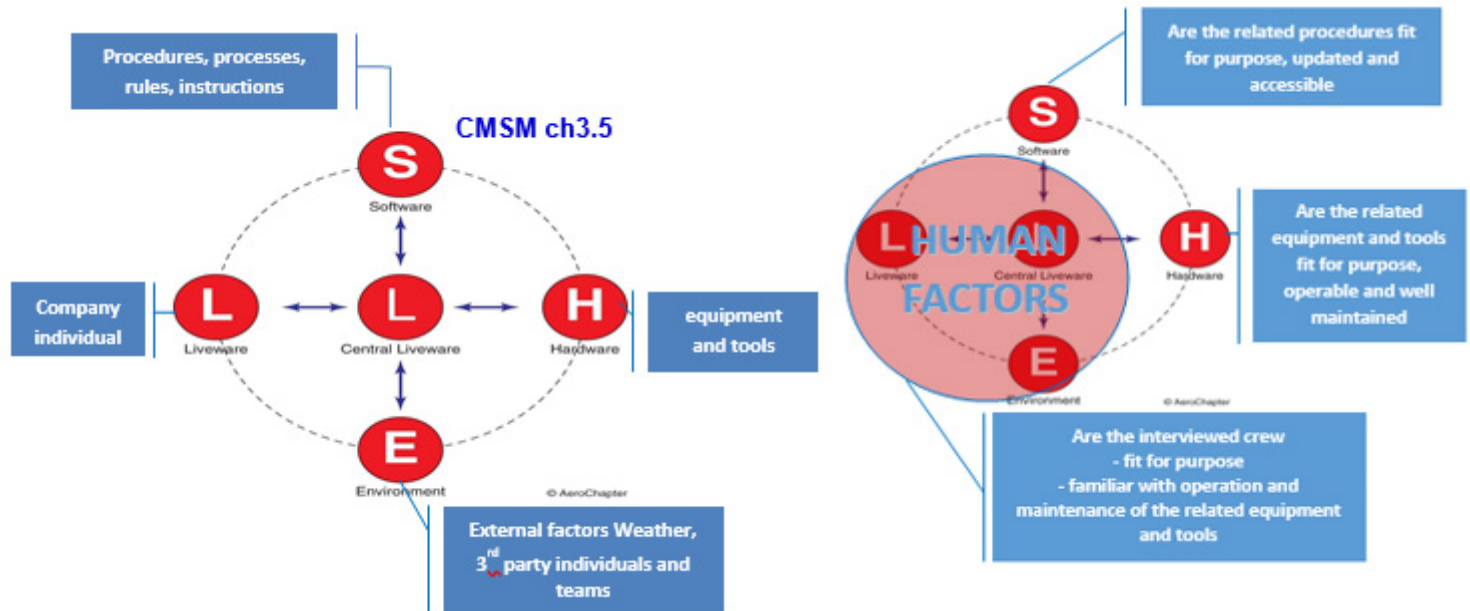 Procedures, processes,
rules, instructions
CMSM ch3.5
S
Software
L
Liveware
L
Central Liveware
H
Hardware
E
Environment
© AeroChapter
Company
individual
equipment
and tools
External factors Weather,
3rd party individuals and
teams
Are the related procedures fit
for purpose, updated and
accessible
S
Software
L
Liveware
HUMAN
FACTORS
Central Liveware
H
Hardware
E
Environment
© AeroChapter
Are the related
equipment and tools
fit for purpose,
operable and well
maintained
Are the interviewed crew
- fit for purpose
- familiar with operation and
maintenance of the related equipment
and tools